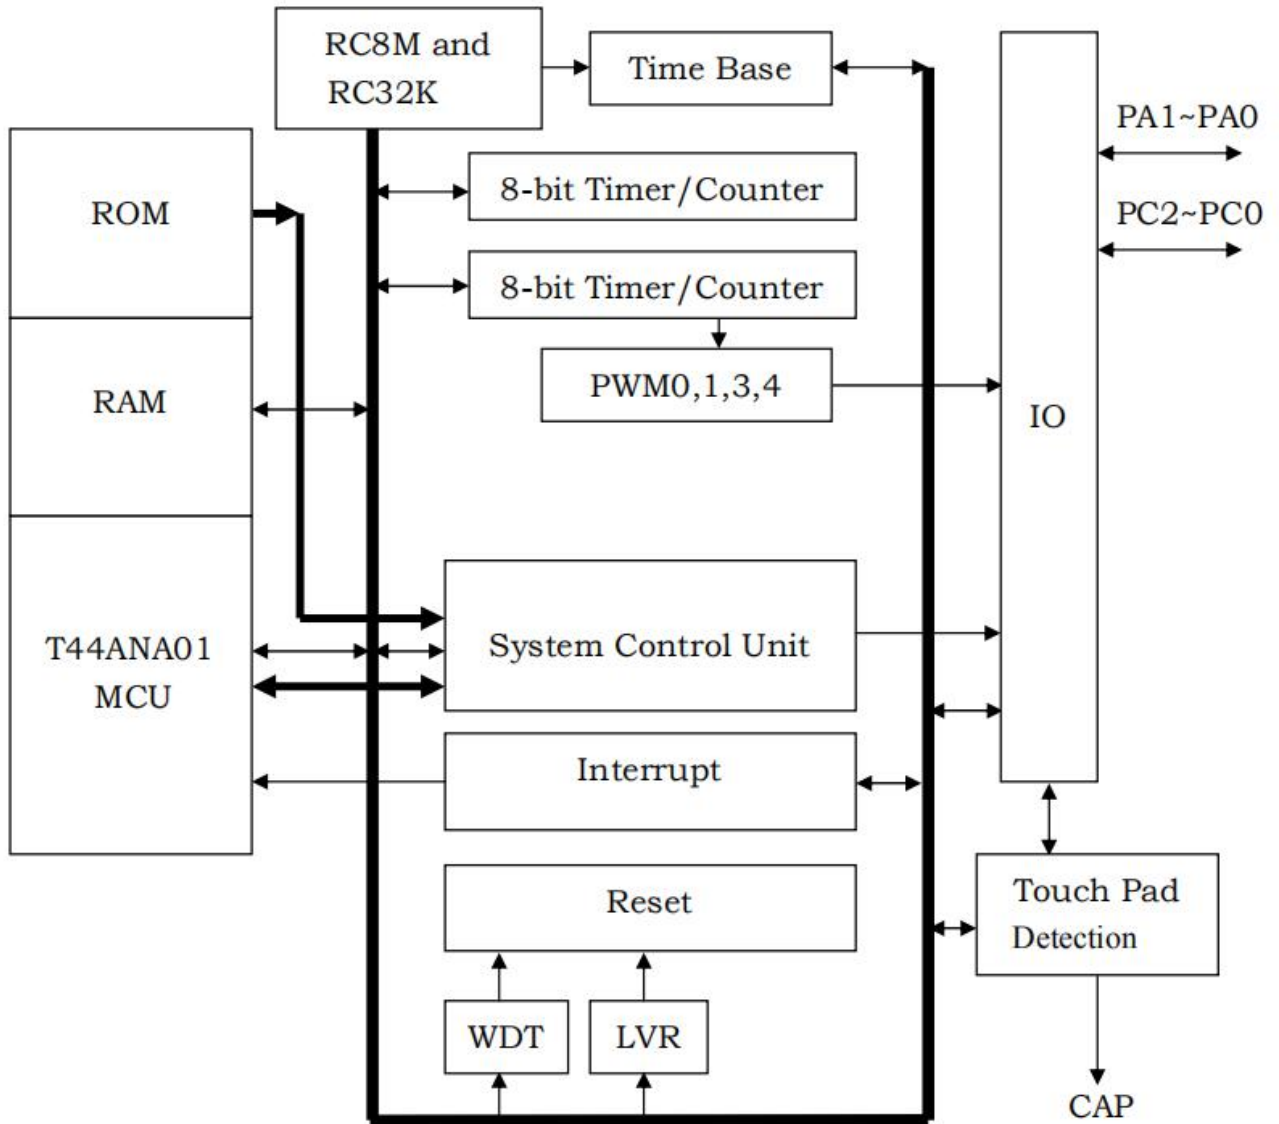 RC8M and
RC32K
Time Base
PA1~PA0
8-bit Timer/Counter
ROM
PC2~PC0
8-bit Timer/Counter
PWM0,1,3,4
RAM
IO
T44ANA01
MCU
System Control Unit
Interrupt
Reset
Touch Pad
Detection
WDT
LVR
CAP